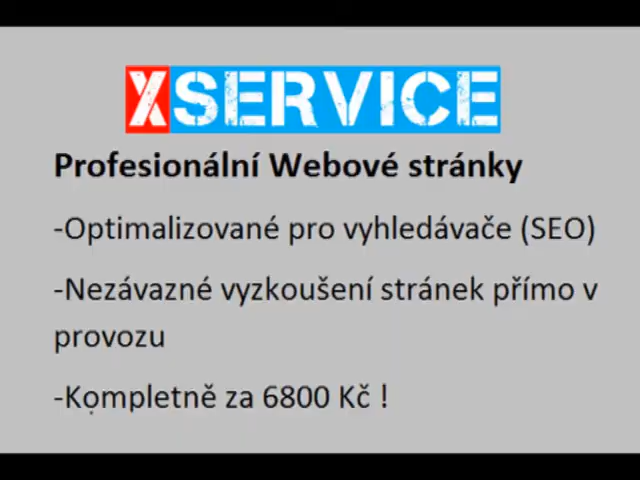 XSERVICE
Profesionální Webové stránky
-Optimalizované pro vyhledávače (SEO)
-Nezávazné vyzkoušení stránek přímo v
provozu
-Kompletně za 6800 Kč !